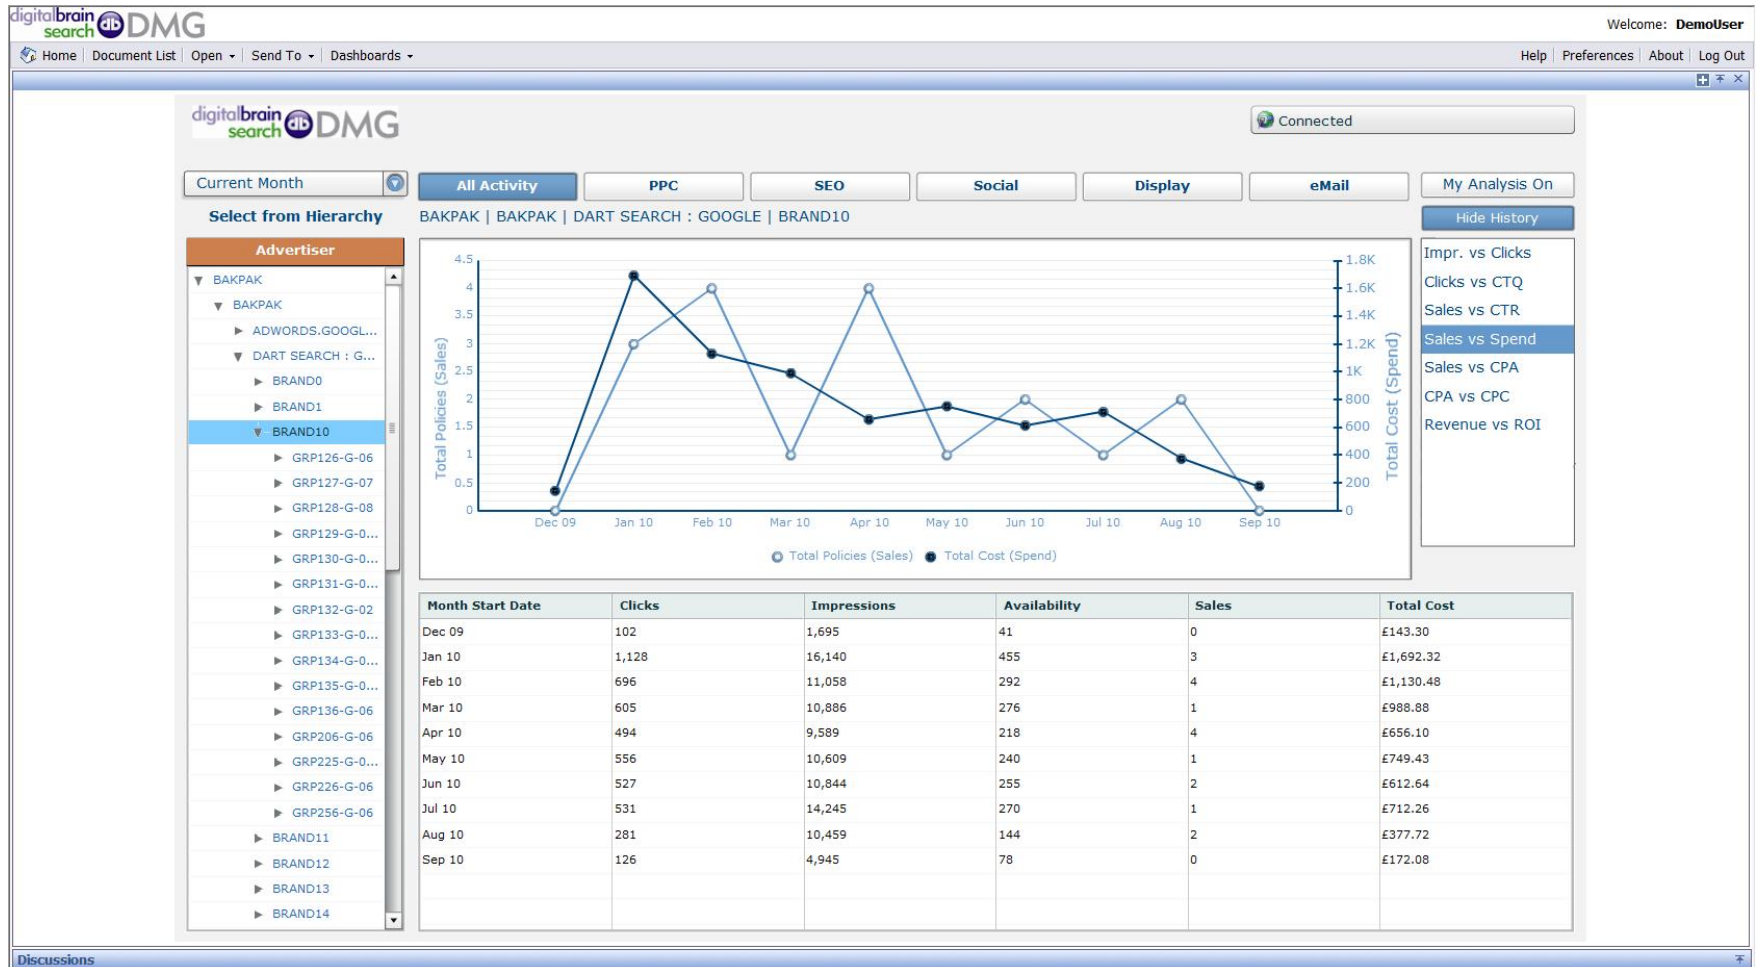 digitalbrain search db DMG
Welcome: DemoUser
Home Document List Open Send To Dashboards Help Preferences About Log Out
digitalbrain search db DMG
Connected
Current Month All Activity PPC SEO Social Display eMail My Analysis On
Select from Hierarchy BAKPAK | BAKPAK | DART SEARCH : GOOGLE | BRAND10 Hide History
Advertiser
BAKPAK
BAKPAK
ADWORDS.GOOGL...
DART SEARCH : G...
BRAND0
BRAND1
BRAND10
GRP126-G-06
GRP127-G-07
GRP128-G-08
GRP129-G-0...
GRP130-G-0...
GRP131-G-0...
GRP132-G-02
GRP133-G-0...
GRP134-G-0...
GRP135-G-0...
GRP136-G-06
GRP206-G-06
GRP225-G-0...
GRP226-G-06
GRP256-G-06
BRAND11
BRAND12
BRAND13
BRAND14
Total Policies (Sales)
4.5
4
3.5
3
2.5
2
1.5
1
0.5
0
Dec 09 Jan 10 Feb 10 Mar 10 Apr 10 May 10 Jun 10 Jul 10 Aug 10 Sep 10
1.8K
1.6K
1.4K
1.2K
1K
800
600
400
200
0
Total Cost (Spend)
Total Policies (Sales) Total Cost (Spend)
Impr. vs Clicks
Clicks vs CTQ
Sales vs CTR
Sales vs Spend
Sales vs CPA
CPA vs CPC
Revenue vs ROI
Month Start Date Clicks Impressions Availability Sales Total Cost
Dec 09 102 1,695 41 0 £143.30
Jan 10 1,128 16,140 455 3 £1,692.32
Feb 10 696 11,058 292 4 £1,130.48
Mar 10 605 10,886 276 1 £988.88
Apr 10 494 9,589 218 4 £656.10
May 10 556 10,609 240 1 £749.43
Jun 10 527 10,844 255 2 £612.64
Jul 10 531 14,245 270 1 £712.26
Aug 10 281 10,459 144 2 £377.72
Sep 10 126 4,945 78 0 £172.08
Discussions